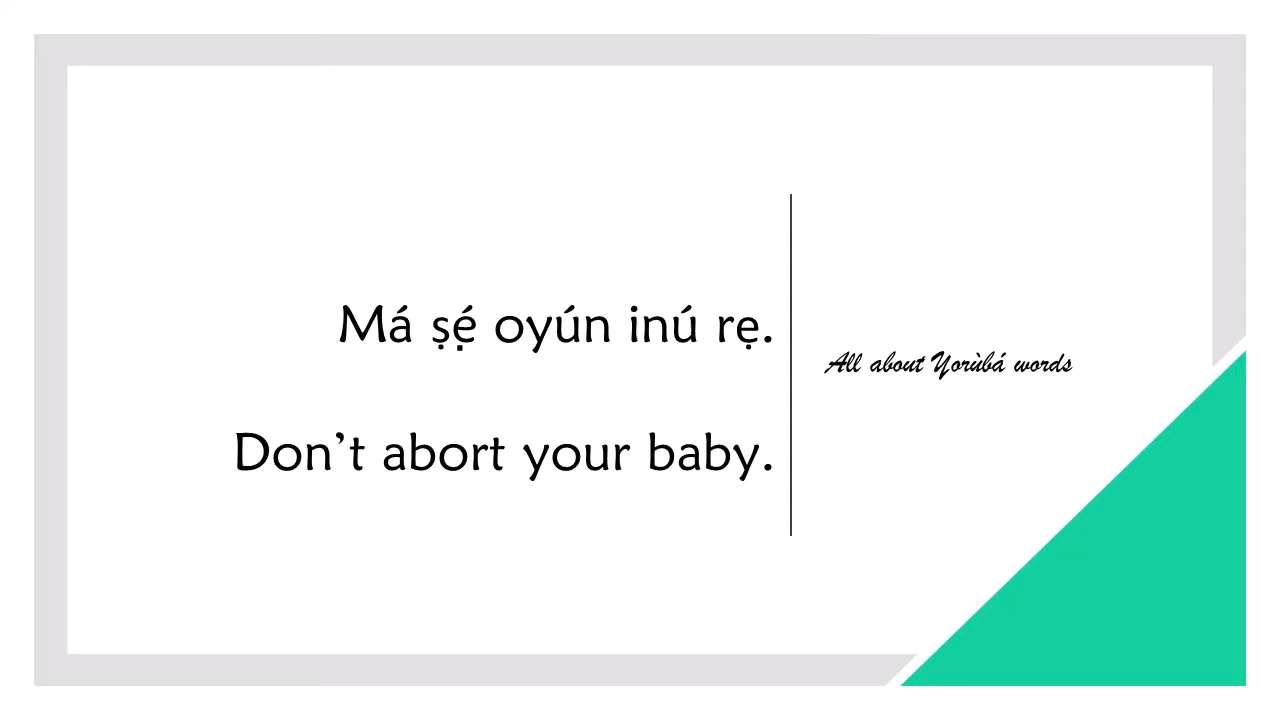 Má ṣẹ́ oyún inú rẹ.
Don’t abort your baby.
All about Yorùbá words